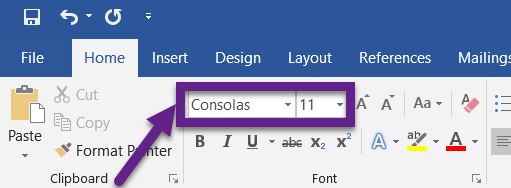 File Home Insert Design Layout References Mailings
Cut
Consolas 11 A A Aa
Copy
Paste
Format Painter
B I U abc x₂ x² A ab A
Clipboard Font